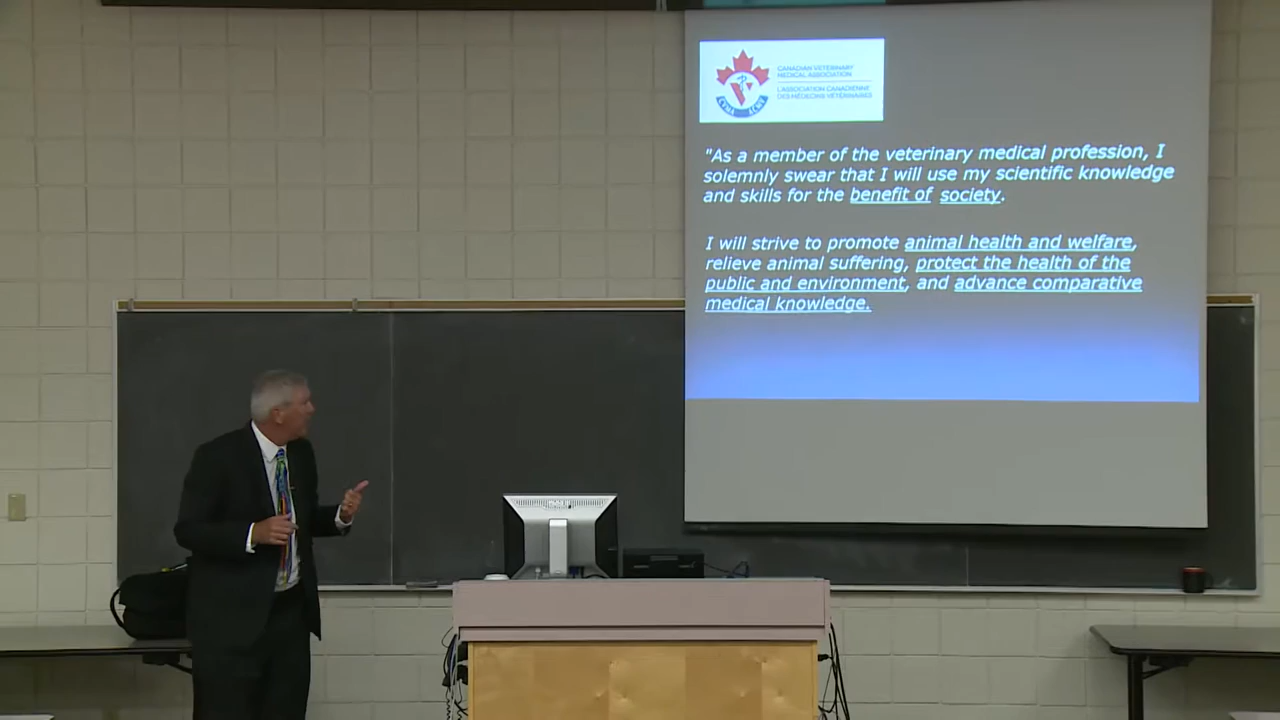 CANADIAN VETERINARY
MEDICAL ASSOCIATION
L'ASSOCIATION CANADIENNE
DES MÉDECINS VÉTÉRINAIRES
CVMA ACMV
"As a member of the veterinary medical profession, I
solemnly swear that I will use my scientific knowledge
and skills for the benefit of society.
I will strive to promote animal health and welfare,
relieve animal suffering, protect the health of the
public and environment, and advance comparative
medical knowledge.